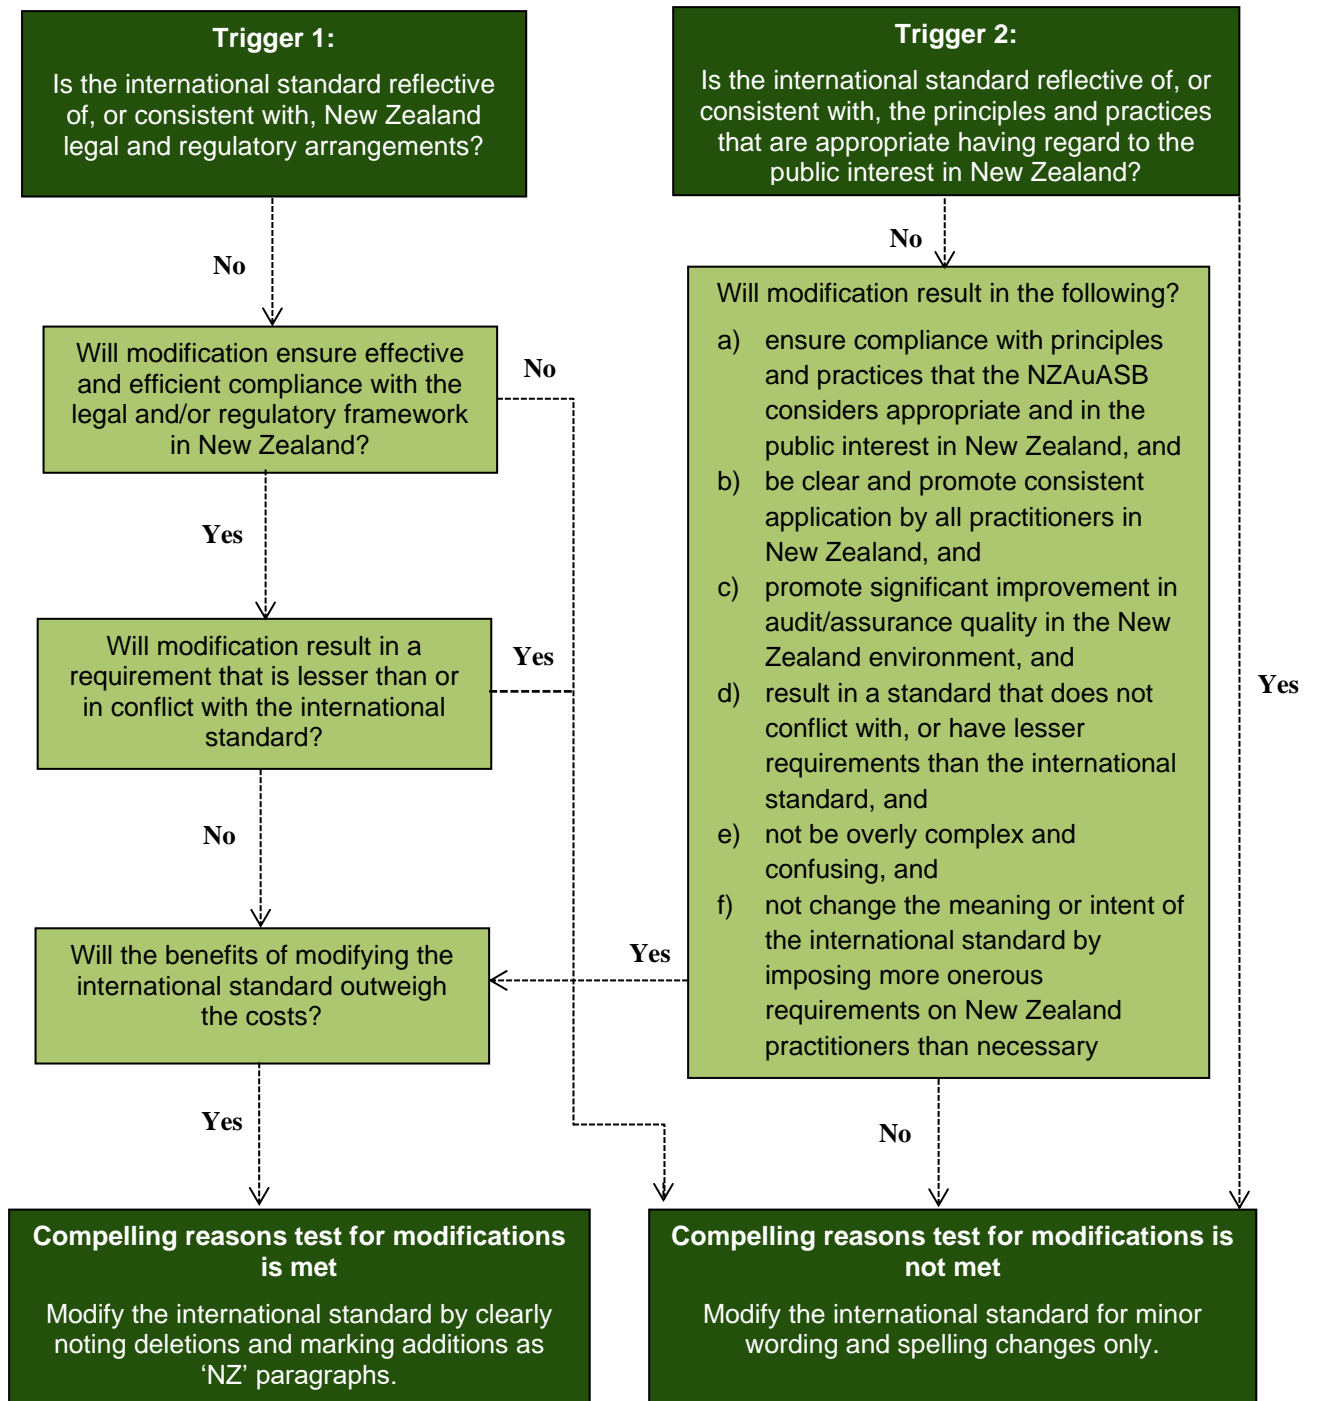 Trigger 1:
Is the international standard reflective
of, or consistent with, New Zealand
legal and regulatory arrangements?
Trigger 2:
Is the international standard reflective of, or
consistent with, the principles and practices
that are appropriate having regard to the
public interest in New Zealand?
No
No
Will modification ensure effective
and efficient compliance with the
legal and/or regulatory framework
in New Zealand?
No
Will modification result in the following?
a) ensure compliance with principles
and practices that the NZAuASB
considers appropriate and in the
public interest in New Zealand, and
b) be clear and promote consistent
application by all practitioners in
New Zealand, and
c) promote significant improvement in
audit/assurance quality in the New
Zealand environment, and
d) result in a standard that does not
conflict with, or have lesser
requirements than the international
standard, and
e) not be overly complex and
confusing, and
f) not change the meaning or intent of
the international standard by
imposing more onerous
requirements on New Zealand
practitioners than necessary
Yes
Yes
Will modification result in a
requirement that is lesser than or
in conflict with the international
standard?
Yes
No
Will the benefits of modifying the
international standard outweigh
the costs?
Yes
Yes
No
Compelling reasons test for modifications
is met
Modify the international standard by clearly
noting deletions and marking additions as
‘NZ’ paragraphs.
Compelling reasons test for modifications is
not met
Modify the international standard for minor
wording and spelling changes only.